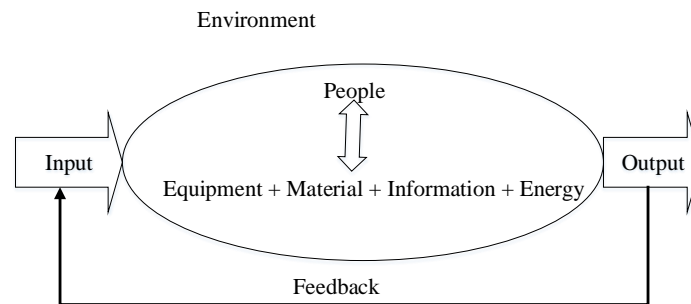 Environment
People
Input
Output
Equipment + Material + Information + Energy
Feedback